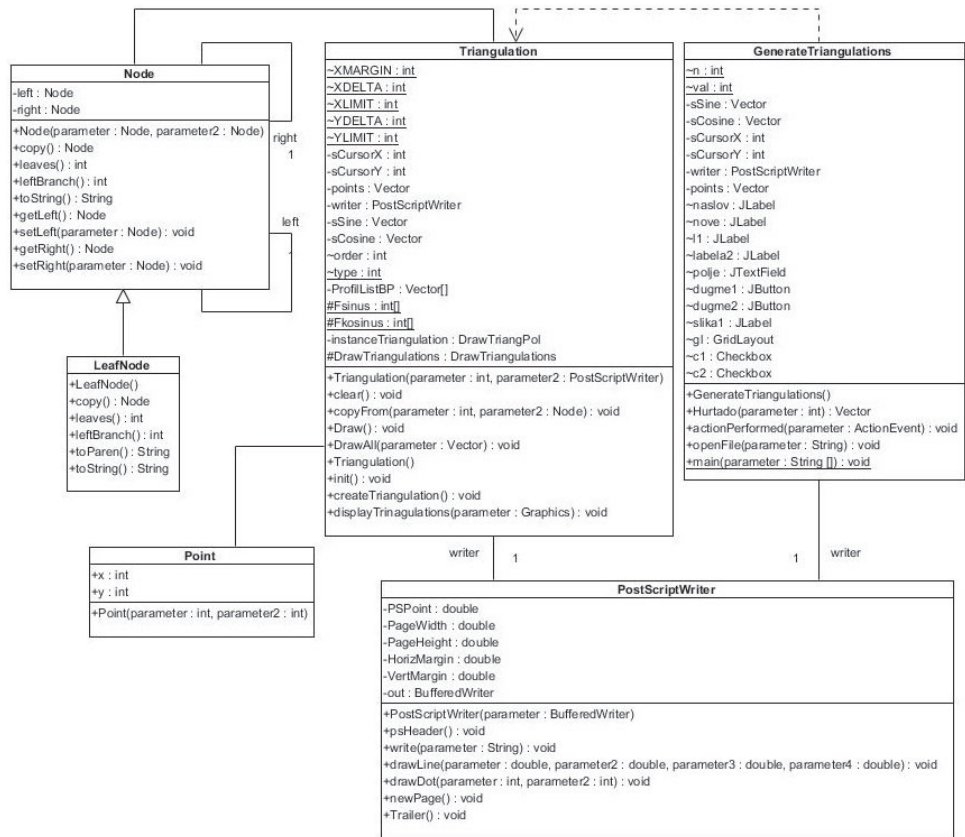 Node
-left : Node
-right : Node
+Node(parameter : Node, parameter2 : Node)
+copy() : Node
+leaves() : int
+leftBranch() : int
+toString() : String
+getLeft() : Node
+setLeft(parameter : Node) : void
+getRight() : Node
+setRight(parameter : Node) : void
right
1
left
LeafNode
+LeafNode()
+copy() : Node
+leaves() : int
+leftBranch() : int
+toParen() : String
+toString() : String
Triangulation
~XMARGIN : int
~XDELTA : int
~XLIMIT : int
~YDELTA : int
~YLIMIT : int
-sCursorX : int
-sCursorY : int
-points : Vector
-writer : PostScriptWriter
-sSine : Vector
-sCosine : Vector
~order : int
~type : int
-ProfilListBP : Vector[]
#Fsinus : int[]
#Fkosinus : int[]
-instanceTriangulation : DrawTriangPol
#DrawTriangulations : DrawTriangulations
+Triangulation(parameter : int, parameter2 : PostScriptWriter)
+clear() : void
+copyFrom(parameter : int, parameter2 : Node) : void
+Draw() : void
+DrawAll(parameter : Vector) : void
+Triangulation()
+init() : void
+createTriangulation() : void
+displayTrinagulations(parameter : Graphics) : void
GenerateTriangulations
~n : int
~val : int
-sSine : Vector
-sCosine : Vector
-sCursorX : int
-sCursorY : int
-writer : PostScriptWriter
-points : Vector
~naslov : JLabel
~nove : JLabel
~l1 : JLabel
~labela2 : JLabel
~polje : JTextField
~dugme1 : JButton
~dugme2 : JButton
~slika1 : JLabel
~gl : GridLayout
~c1 : Checkbox
~c2 : Checkbox
+GenerateTriangulations()
+Hurtado(parameter : int) : Vector
+actionPerformed(parameter : ActionEvent) : void
+openFile(parameter : String) : void
+main(parameter : String []) : void
Point
+x : int
+y : int
+Point(parameter : int, parameter2 : int)
writer
1
1
writer
PostScriptWriter
-PSPoint : double
-PageWidth : double
-PageHeight : double
-HorizMargin : double
-VertMargin : double
-out : BufferedWriter
+PostScriptWriter(parameter : BufferedWriter)
+psHeader() : void
+write(parameter : String) : void
+drawLine(parameter : double, parameter2 : double, parameter3 : double, parameter4 : double) : void
+drawDot(parameter : int, parameter2 : int) : void
+newPage() : void
+Trailer() : void